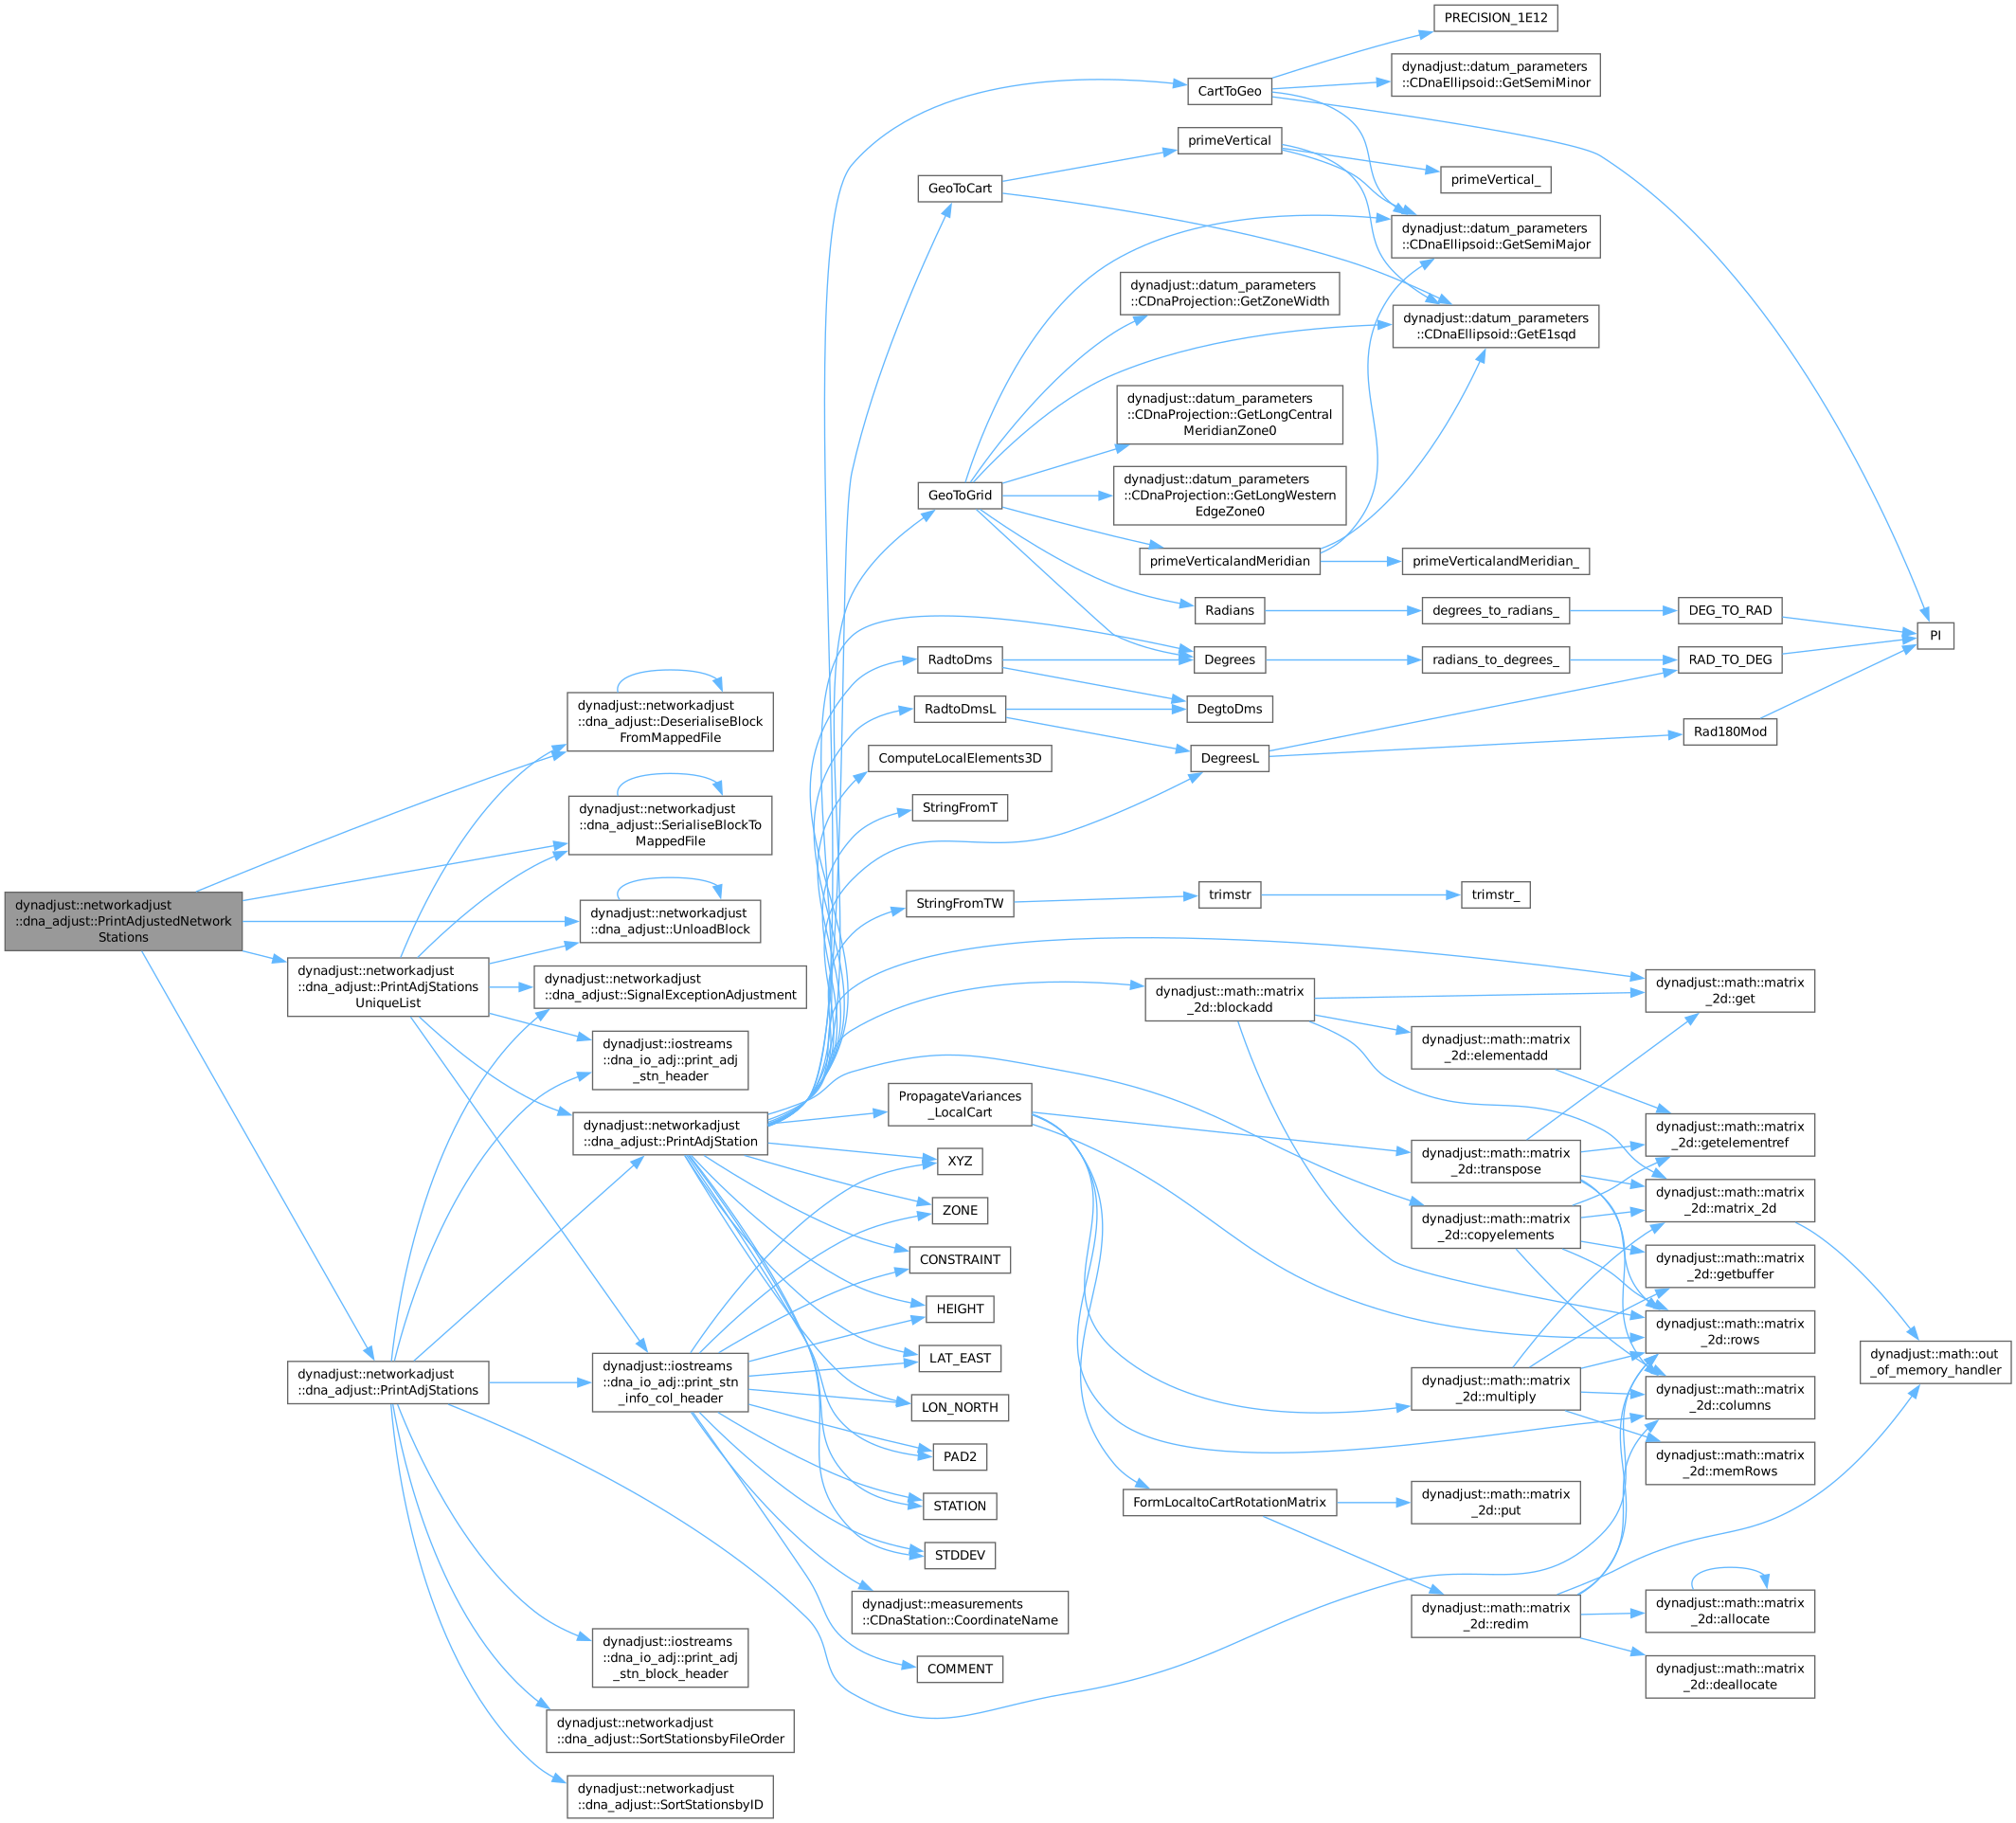 dynadjust::networkadjust
::dna_adjust::PrintAdjustedNetwork
Stations
dynadjust::networkadjust
::dna_adjust::DeserialiseBlock
FromMappedFile
dynadjust::networkadjust
::dna_adjust::SerialiseBlockTo
MappedFile
dynadjust::networkadjust
::dna_adjust::UnloadBlock
dynadjust::networkadjust
::dna_adjust::PrintAdjStations
UniqueList
dynadjust::networkadjust
::dna_adjust::SignalExceptionAdjustment
dynadjust::iostreams
::dna_io_adj::print_adj
_stn_header
dynadjust::networkadjust
::dna_adjust::PrintAdjStation
dynadjust::networkadjust
::dna_adjust::PrintAdjStations
dynadjust::iostreams
::dna_io_adj::print_stn
_info_col_header
dynadjust::iostreams
::dna_io_adj::print_adj
_stn_block_header
dynadjust::networkadjust
::dna_adjust::SortStationsbyFileOrder
dynadjust::networkadjust
::dna_adjust::SortStationsbyID
CartToGeo
GeoToCart
primeVertical
PRECISION_1E12
dynadjust::datum_parameters
::CDnaEllipsoid::GetSemiMinor
primeVertical_
dynadjust::datum_parameters
::CDnaEllipsoid::GetSemiMajor
dynadjust::datum_parameters
::CDnaProjection::GetZoneWidth
dynadjust::datum_parameters
::CDnaEllipsoid::GetE1sqd
dynadjust::datum_parameters
::CDnaProjection::GetLongCentral
MeridianZone0
GeoToGrid
dynadjust::datum_parameters
::CDnaProjection::GetLongWestern
EdgeZone0
primeVerticalandMeridian
primeVerticalandMeridian_
Radians
degrees_to_radians_
DEG_TO_RAD
PI
RadtoDms
Degrees
radians_to_degrees_
RAD_TO_DEG
RadtoDmsL
DegtoDms
Rad180Mod
ComputeLocalElements3D
DegreesL
StringFromT
StringFromTW
trimstr
trimstr_
dynadjust::math::matrix
_2d::blockadd
dynadjust::math::matrix
_2d::get
dynadjust::math::matrix
_2d::elementadd
PropagateVariances
_LocalCart
dynadjust::math::matrix
_2d::getelementref
dynadjust::math::matrix
_2d::transpose
XYZ
dynadjust::math::matrix
_2d::matrix_2d
ZONE
dynadjust::math::matrix
_2d::copyelements
CONSTRAINT
dynadjust::math::matrix
_2d::getbuffer
HEIGHT
dynadjust::math::matrix
_2d::rows
LAT_EAST
dynadjust::math::out
_of_memory_handler
LON_NORTH
dynadjust::math::matrix
_2d::multiply
dynadjust::math::matrix
_2d::columns
PAD2
dynadjust::math::matrix
_2d::memRows
STATION
FormLocaltoCartRotationMatrix
dynadjust::math::matrix
_2d::put
STDDEV
dynadjust::measurements
::CDnaStation::CoordinateName
dynadjust::math::matrix
_2d::redim
dynadjust::math::matrix
_2d::allocate
COMMENT
dynadjust::math::matrix
_2d::deallocate